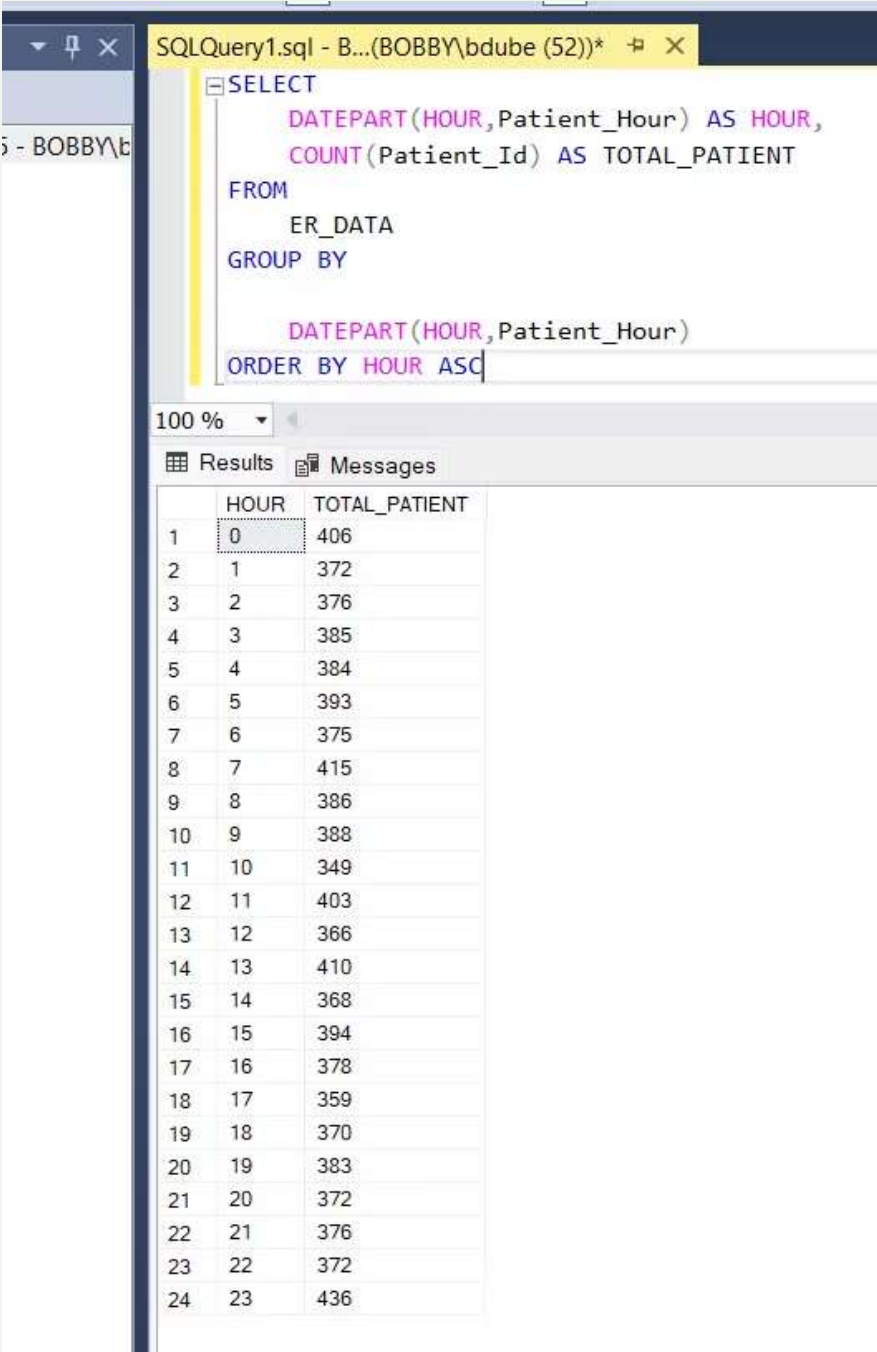 SQLQuery1.sql - B...(BOBBY\bdube (52))*
5 - BOBBY\b
SELECT
DATEPART(HOUR,Patient_Hour) AS HOUR,
COUNT(Patient_Id) AS TOTAL_PATIENT
FROM
ER_DATA
GROUP BY
DATEPART(HOUR,Patient_Hour)
ORDER BY HOUR ASC
100 %
Results Messages
HOUR TOTAL_PATIENT
1 0 406
2 1 372
3 2 376
4 3 385
5 4 384
6 5 393
7 6 375
8 7 415
9 8 386
10 9 388
11 10 349
12 11 403
13 12 366
14 13 410
15 14 368
16 15 394
17 16 378
18 17 359
19 18 370
20 19 383
21 20 372
22 21 376
23 22 372
24 23 436